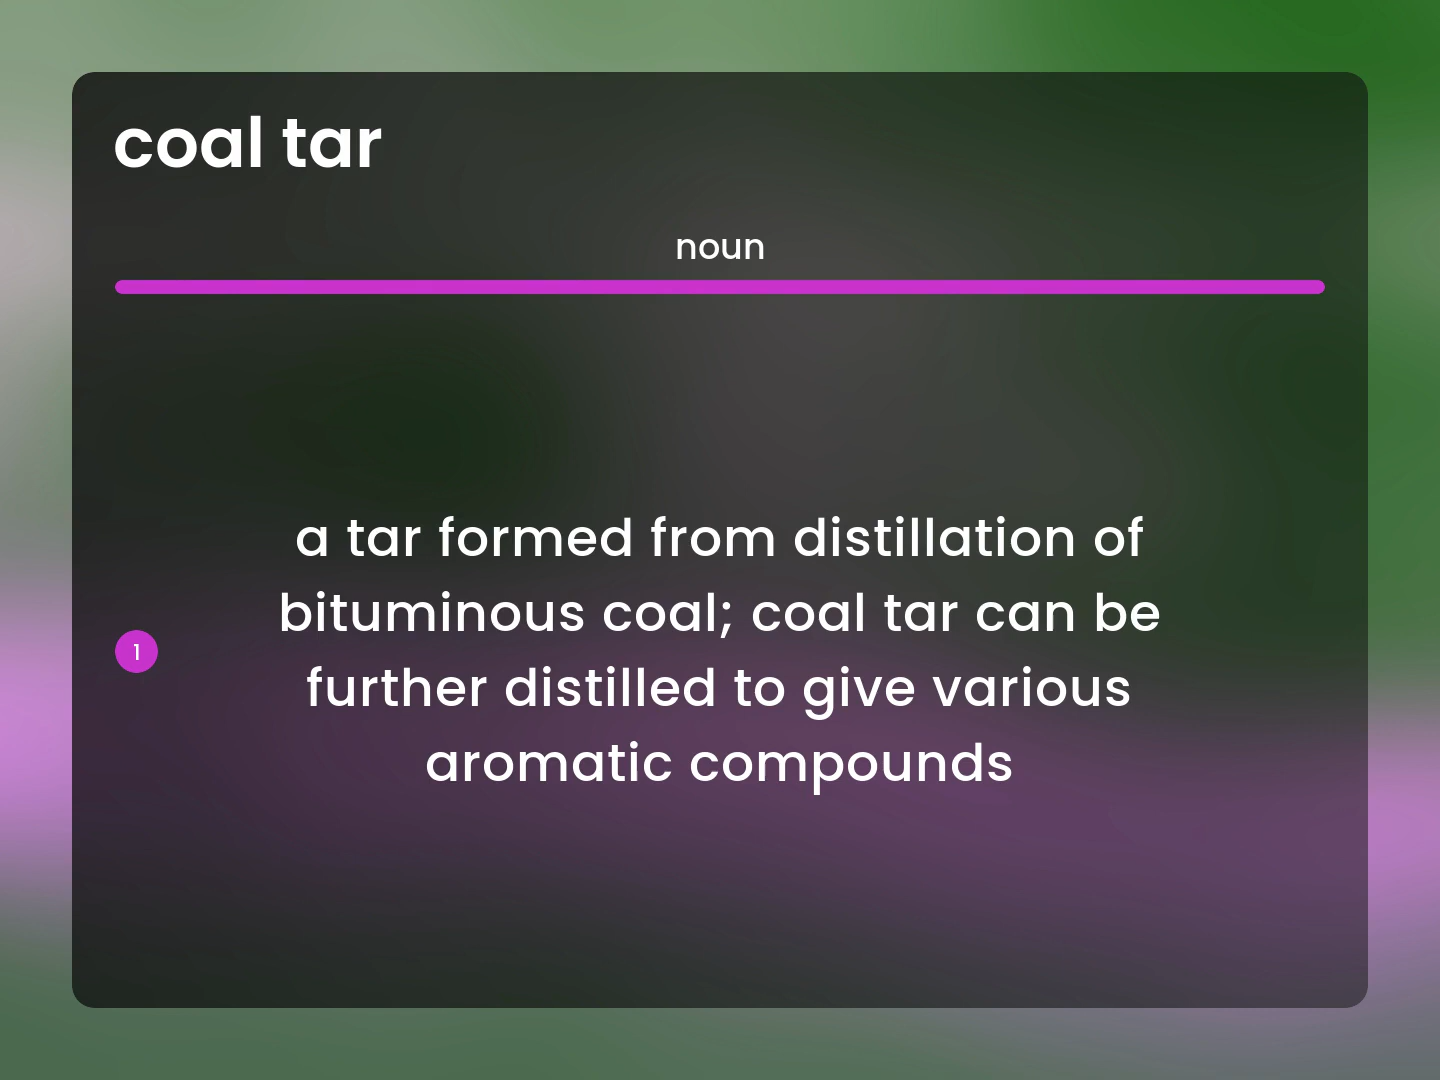 coal tar
noun
a tar formed from distillation of
bituminous coal; coal tar can be
1
further distilled to give various
aromatic compounds